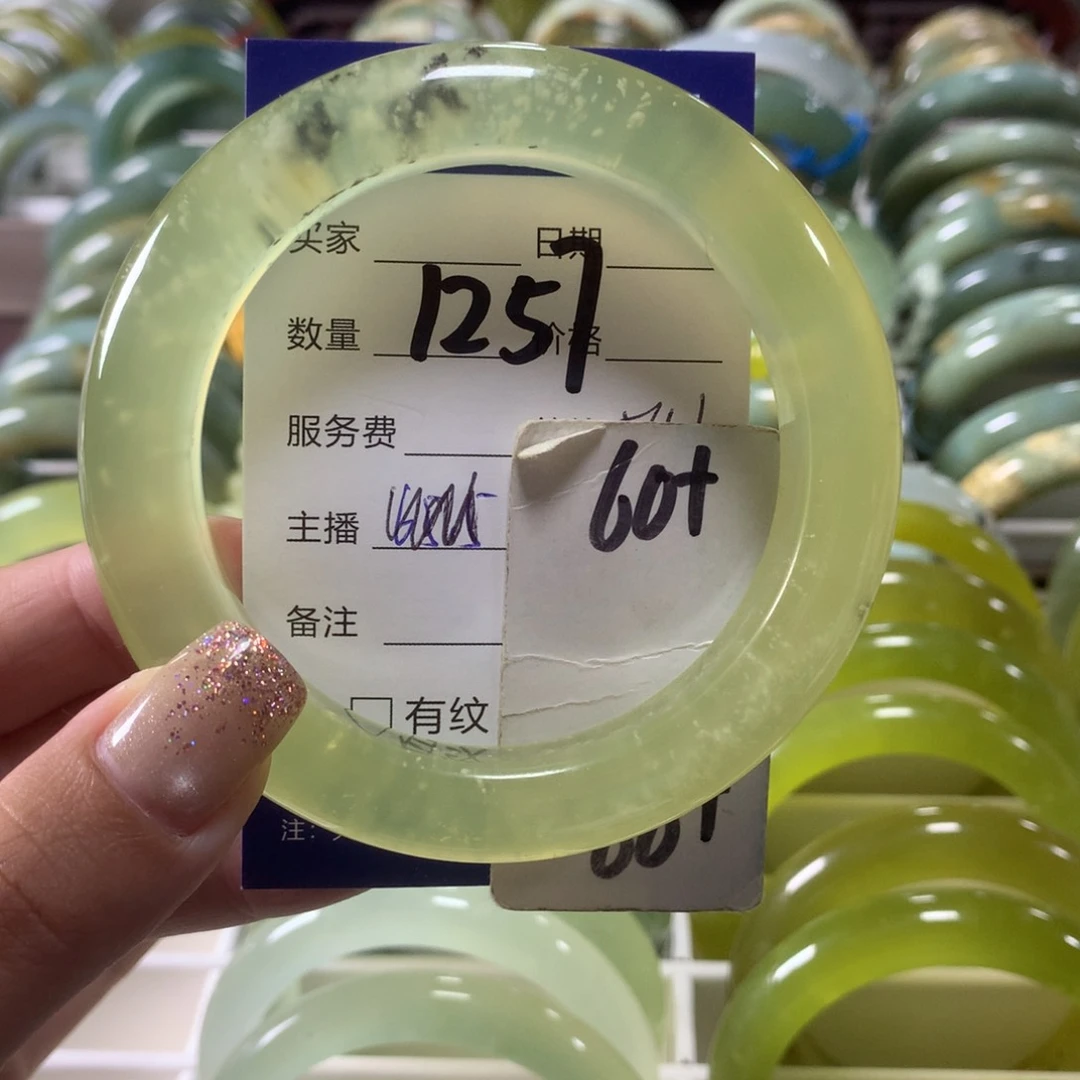 买家 日期
数量 1257 价格
服务费
60+
主播
备注
有纹
注:
60+